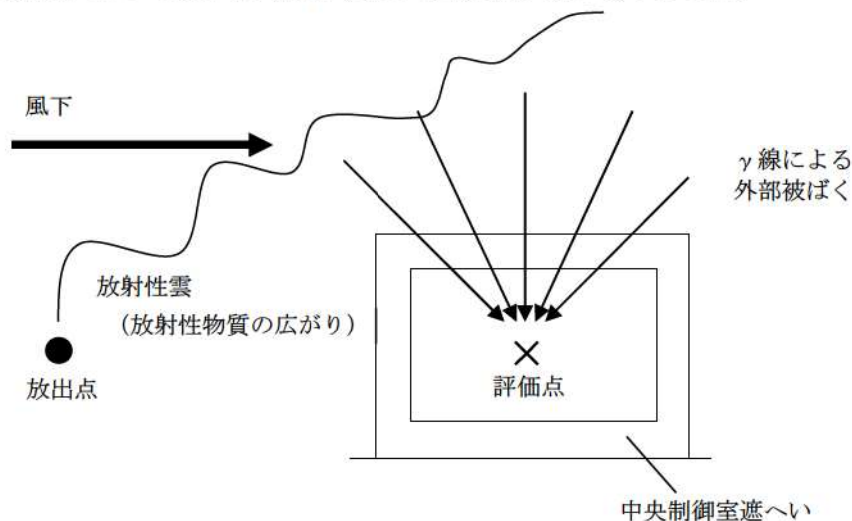 風下
γ線による
外部被ばく
放射性雲
(放射性物質の広がり)
放出点
評価点
中央制御室遮へい